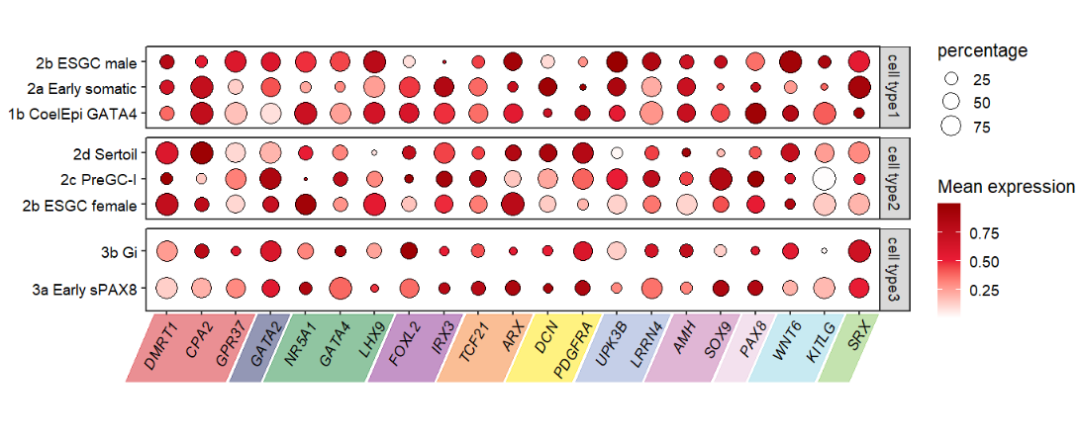 percentage
25
50
75
Mean expression
0.75
0.50
0.25
2b ESGC male
2a Early somatic
1b CoelEpi GATA4
cell type1
2d Sertoil
2c PreGC-I
2b ESGC female
cell type2
3b Gi
3a Early sPAX8
cell type3
DMRT1
CPA2
GPR37
GATA2
NR5A1
GATA4
LHX9
FOXL2
IRX3
TCF21
ARX
DCN
PDGFRA
UPK3B
LRRN4
AMH
SOX9
PAX8
WNT6
KITLG
SRX